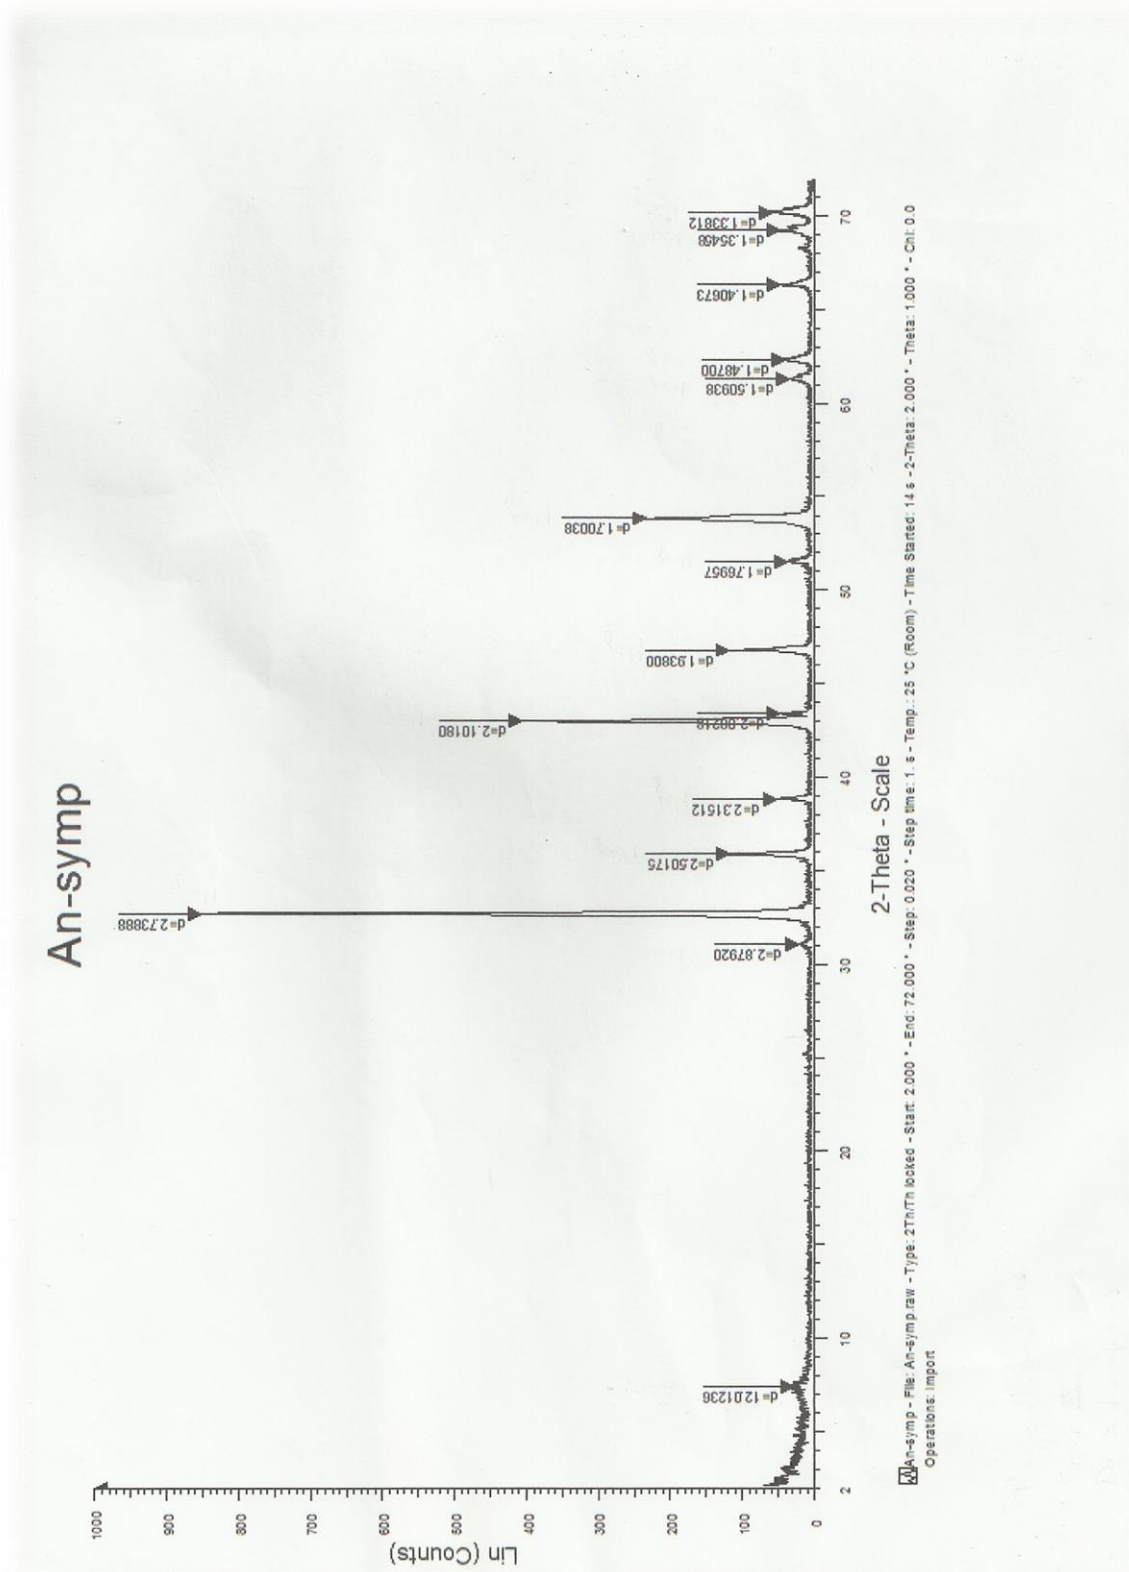 An-symp
Lin (Counts)
1000
900
800
700
600
500
400
300
200
100
0
d=12.01236
d=2.87920
d=2.73888
d=2.50175
d=2.31512
d=2.10180
d=1.93800
d=1.76957
d=1.70038
d=1.50938
d=1.48700
d=1.40673
d=1.35458
d=1.33812
2
10
20
30
40
50
60
70
2-Theta - Scale
An-symp - File: An-symp.raw - Type: 2Th/Th locked - Start: 2.000 ° - End: 72.000 ° - Step: 0.020 ° - Step time: 1. s - Temp.: 25 °C (Room) - Time Started: 14 s - 2-Theta: 2.000 ° - Theta: 1.000 ° - Chi: 0.0
Operations: Import